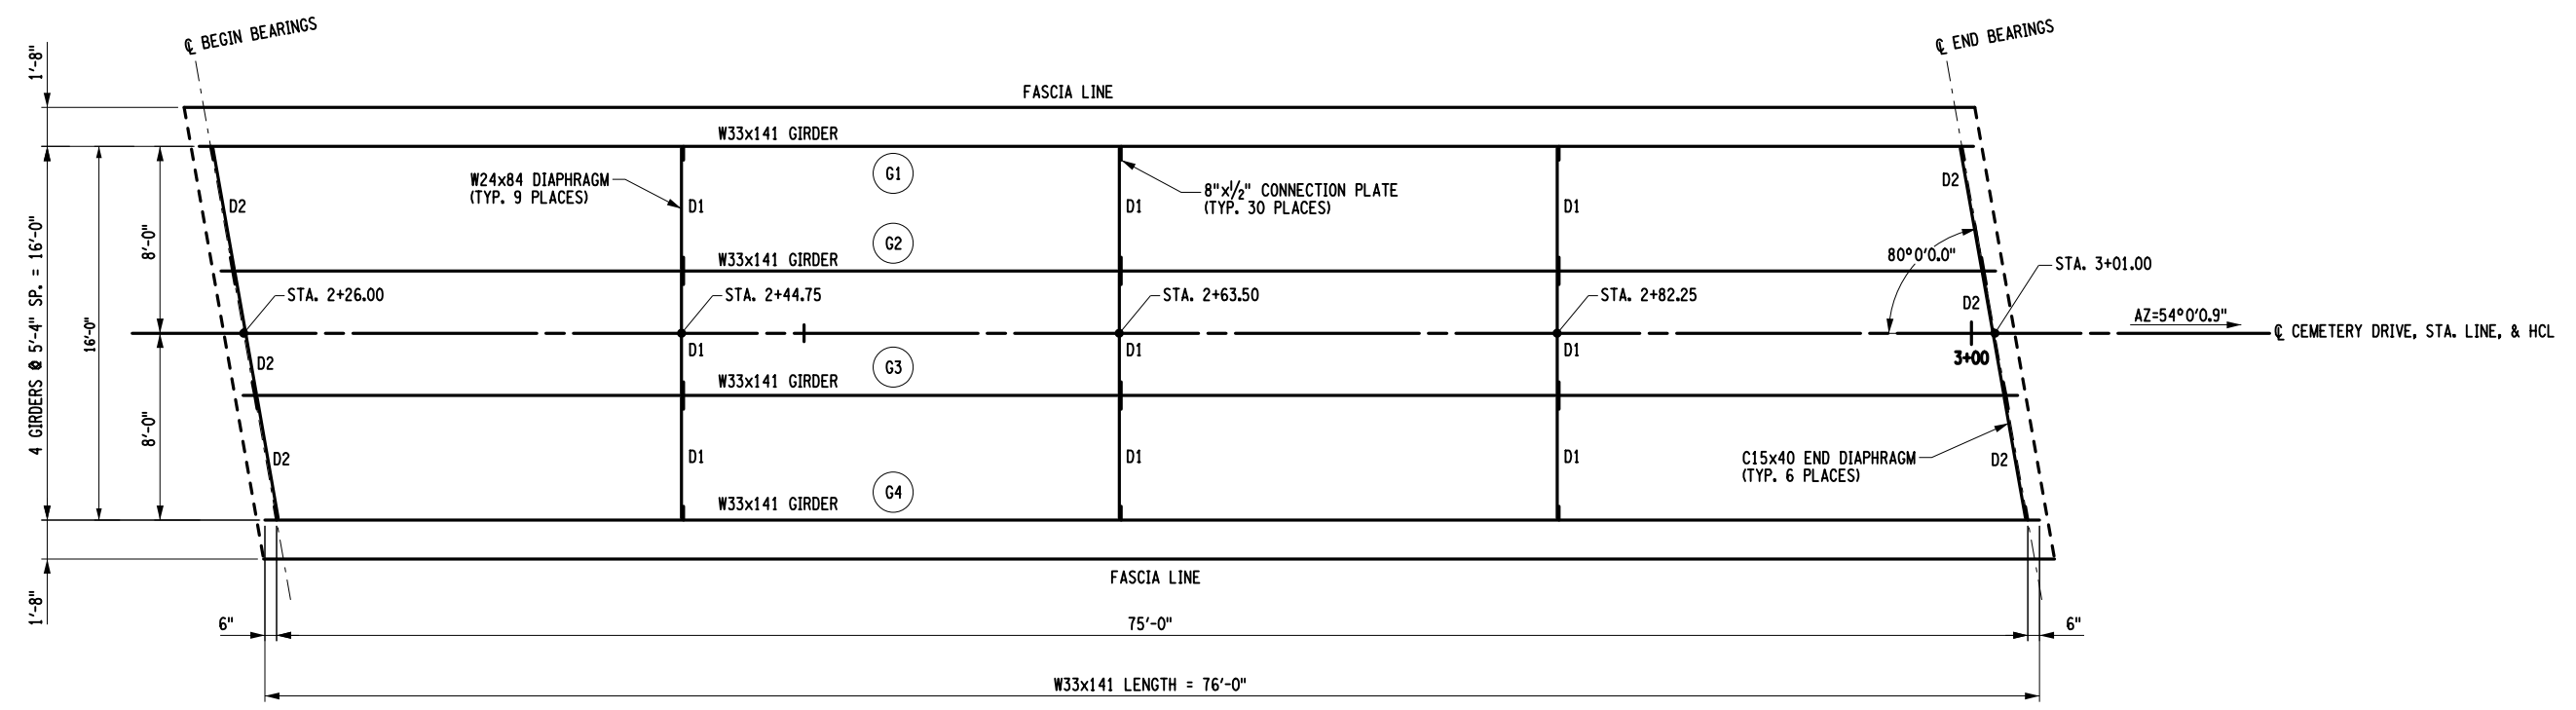 ℄ BEGIN BEARINGS
℄ END BEARINGS
1'-8"
FASCIA LINE
W33x141 GIRDER
W24x84 DIAPHRAGM
(TYP. 9 PLACES)
G1
8"x1/2" CONNECTION PLATE
(TYP. 30 PLACES)
D2
D1
D1
D1
D2
4 GIRDERS @ 5'-4" SP. = 16'-0"
16'-0"
8'-0"
G2
W33x141 GIRDER
80°0'0.0"
STA. 3+01.00
STA. 2+26.00
STA. 2+44.75
STA. 2+63.50
STA. 2+82.25
D2
AZ=54°0'0.9"
℄ CEMETERY DRIVE, STA. LINE, & HCL
3+00
D2
D1
D1
D1
G3
W33x141 GIRDER
8'-0"
D2
D1
D1
D1
C15x40 END DIAPHRAGM
(TYP. 6 PLACES)
D2
G4
W33x141 GIRDER
1'-8"
FASCIA LINE
6"
75'-0"
6"
W33x141 LENGTH = 76'-0"